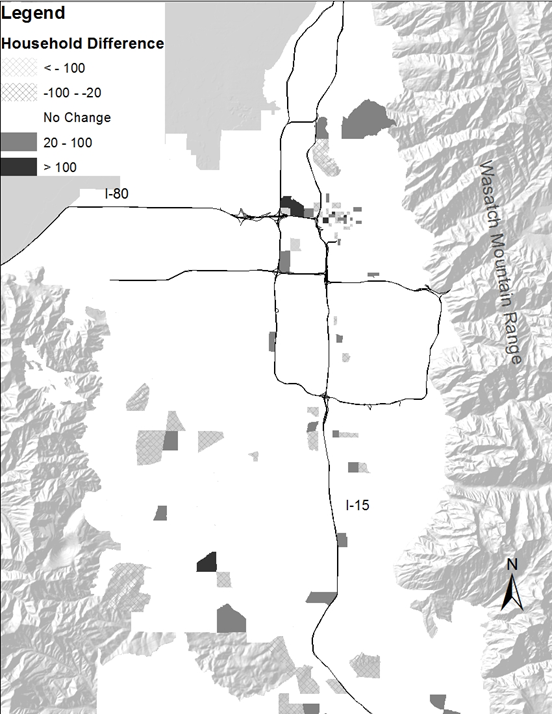 Legend
Household Difference
< - 100
-100 - -20
No Change
20 - 100
> 100
I-80
Wasatch Mountain Range
I-15
N